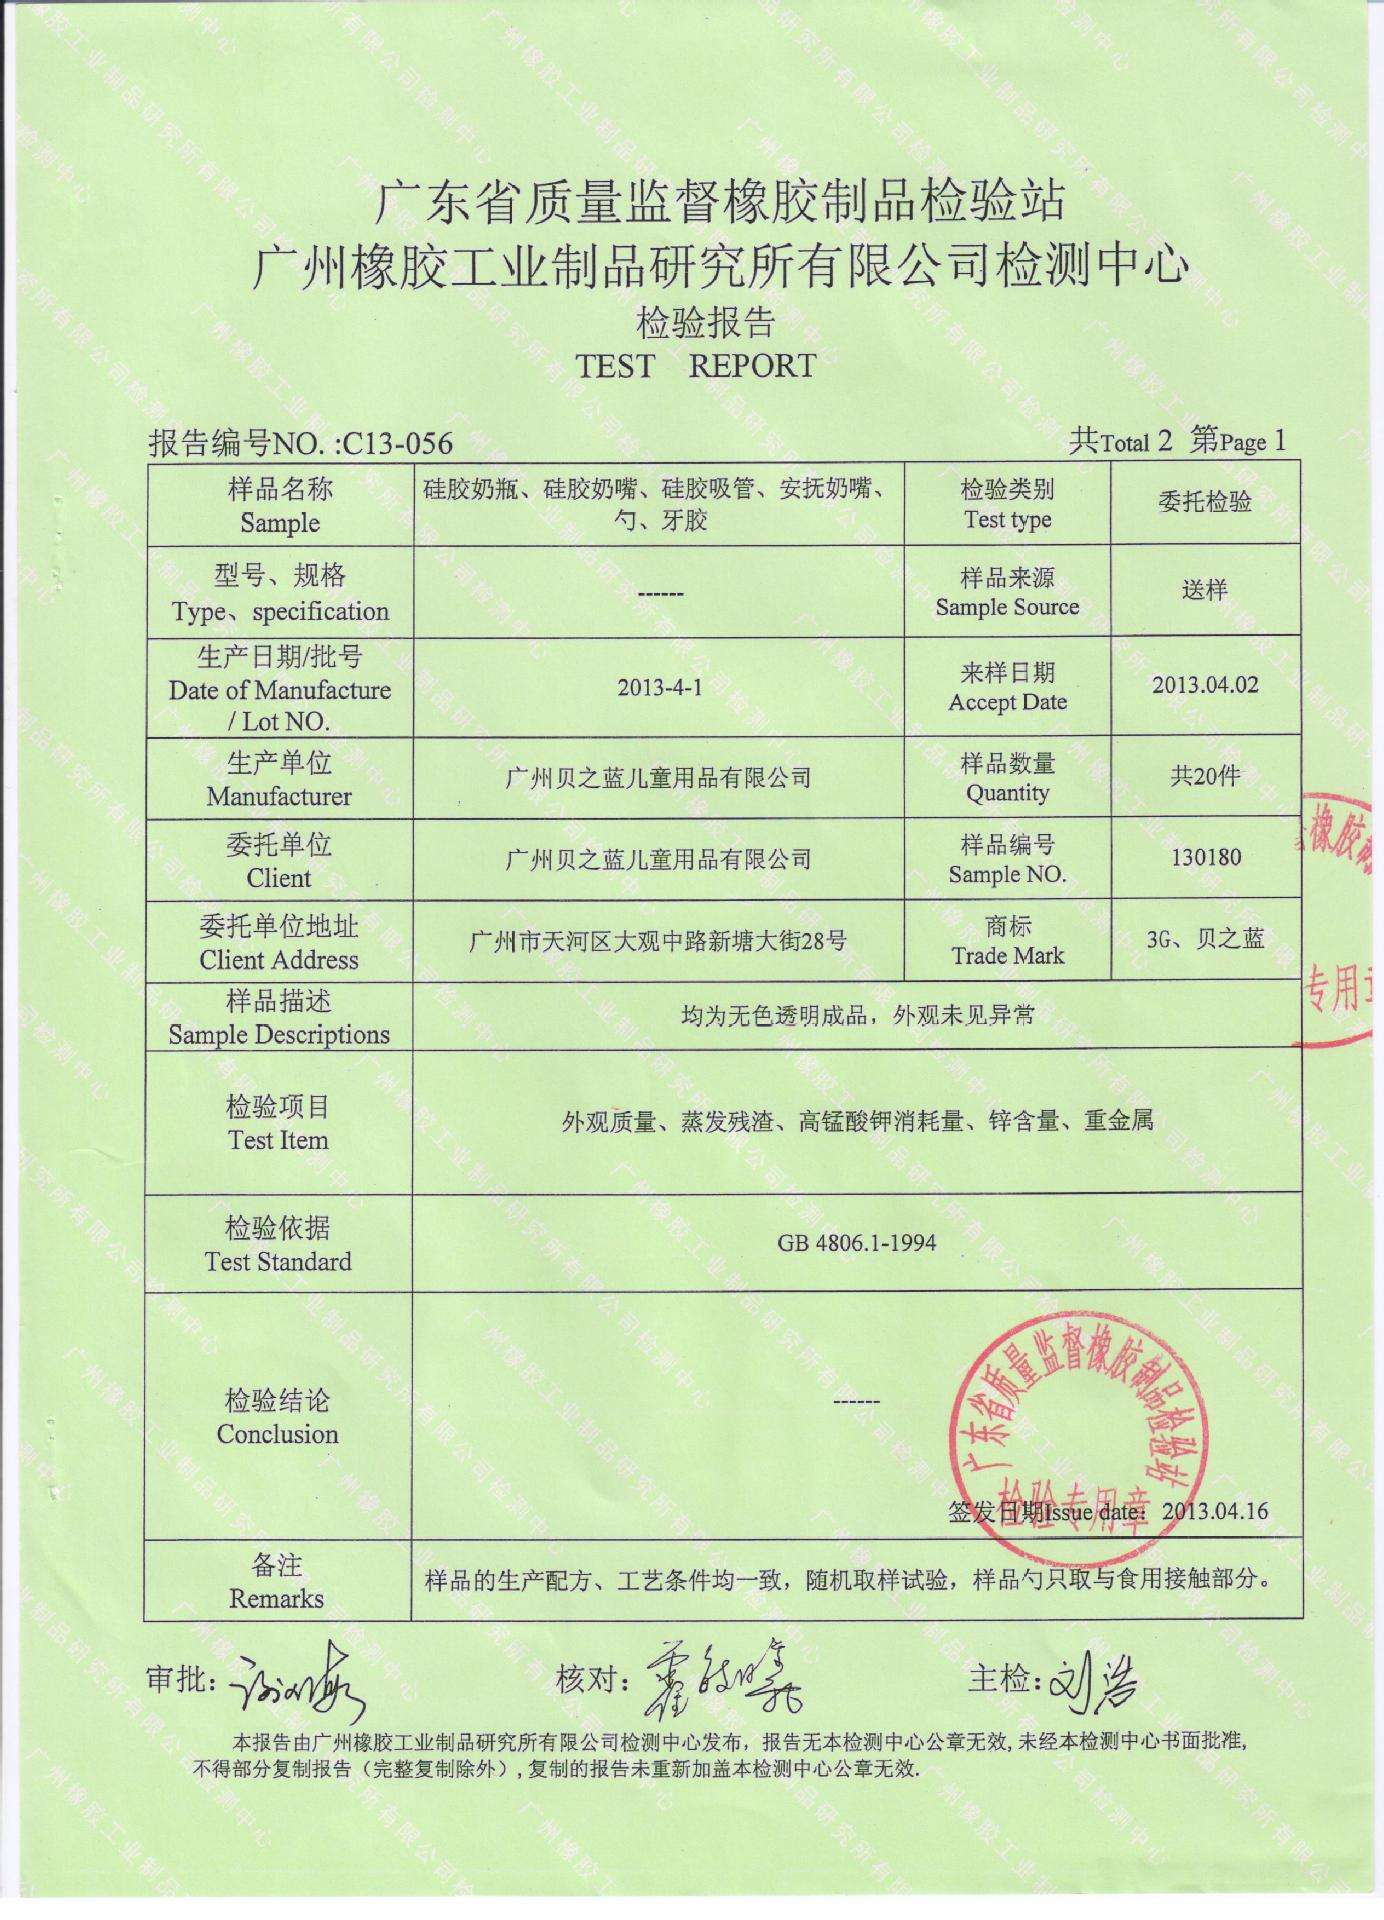 广东省质量监督橡胶制品检验站
广州橡胶工业制品研究所有限公司检测中心
检验报告
TEST REPORT
报告编号NO. :C13-056
共Total 2 第Page 1
样品名称
Sample
硅胶奶瓶、硅胶奶嘴、硅胶吸管、安抚奶嘴、
勺、牙胶
检验类别
Test type
委托检验
型号、规格
Type、specification
------
样品来源
Sample Source
送样
生产日期/批号
Date of Manufacture
/ Lot NO.
2013-4-1
来样日期
Accept Date
2013.04.02
生产单位
Manufacturer
广州贝之蓝儿童用品有限公司
样品数量
Quantity
共20件
委托单位
Client
广州贝之蓝儿童用品有限公司
样品编号
Sample NO.
130180
委托单位地址
Client Address
广州市天河区大观中路新塘大街28号
商标
Trade Mark
3G、贝之蓝
样品描述
Sample Descriptions
均为无色透明成品，外观未见异常
检验项目
Test Item
外观质量、蒸发残渣、高锰酸钾消耗量、锌含量、重金属
检验依据
Test Standard
GB 4806.1-1994
检验结论
Conclusion
------
广东省质量监督橡胶制品检验站
检验专用章
签发日期Issue date: 2013.04.16
橡胶制
专用章
备注
Remarks
样品的生产配方、工艺条件均一致，随机取样试验，样品勺只取与食用接触部分。
审批：
核对：
主检：刘浩
本报告由广州橡胶工业制品研究所有限公司检测中心发布，报告无本检测中心公章无效,未经本检测中心书面批准,
不得部分复制报告（完整复制除外）,复制的报告未重新加盖本检测中心公章无效.